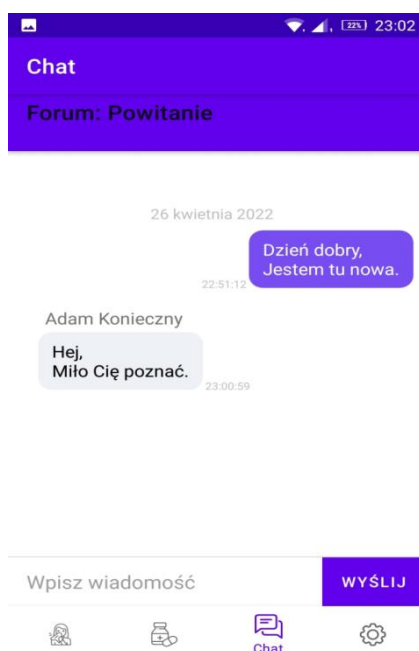 22% 23:02
Chat
Forum: Powitanie
26 kwietnia 2022
Dzień dobry,
Jestem tu nowa.
22:51:12
Adam Konieczny
Hej,
Miło Cię poznać.
23:00:59
Wpisz wiadomość
WYŚLIJ
Chat